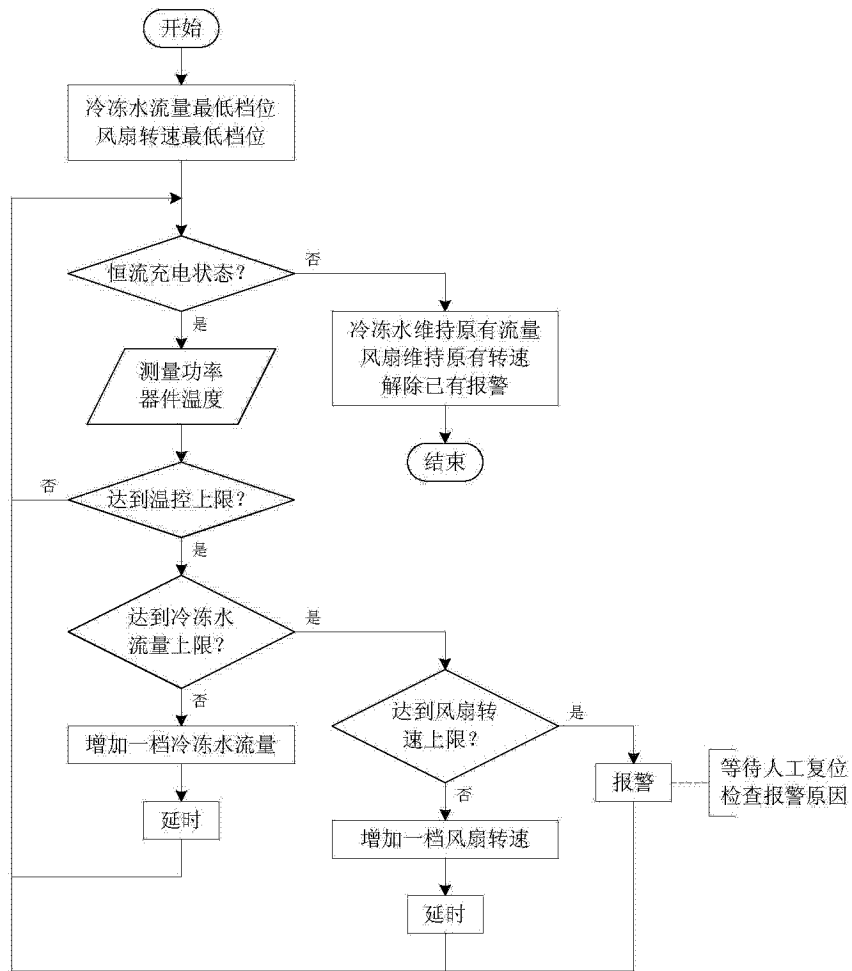 开始
冷冻水流量最低档位
风扇转速最低档位
恒流充电状态？
否
是
测量功率
器件温度
冷冻水维持原有流量
风扇维持原有转速
解除已有报警
结束
否
达到温控上限？
是
达到冷冻水
流量上限？
是
否
达到风扇转
速上限？
是
增加一档冷冻水流量
报警
等待人工复位
检查报警原因
延时
否
增加一档风扇转速
延时